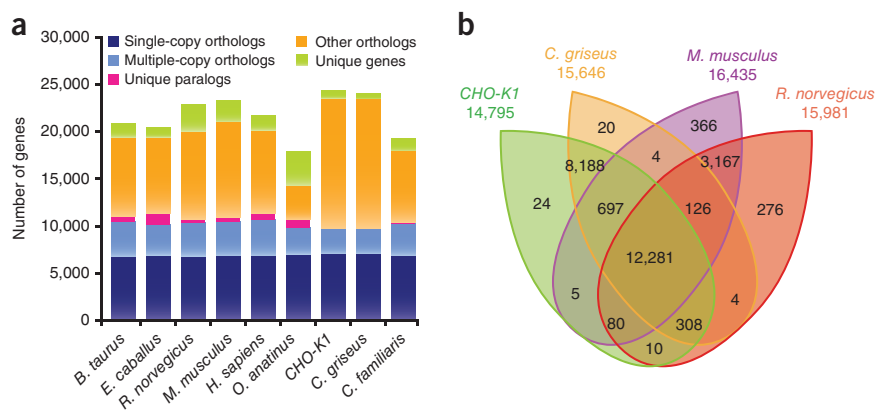 a
30,000
25,000
20,000
15,000
10,000
5,000
0
Number of genes
Single-copy orthologs
Multiple-copy orthologs
Unique paralogs
Other orthologs
Unique genes
B. taurus
E. caballus
R. norvegicus
M. musculus
H. sapiens
O. anatinus
CHO-K1
C. griseus
C. familiaris
b
CHO-K1
14,795
C. griseus
15,646
M. musculus
16,435
R. norvegicus
15,981
20
366
8,188
4
3,167
24
697
126
276
12,281
5
4
80
308
10